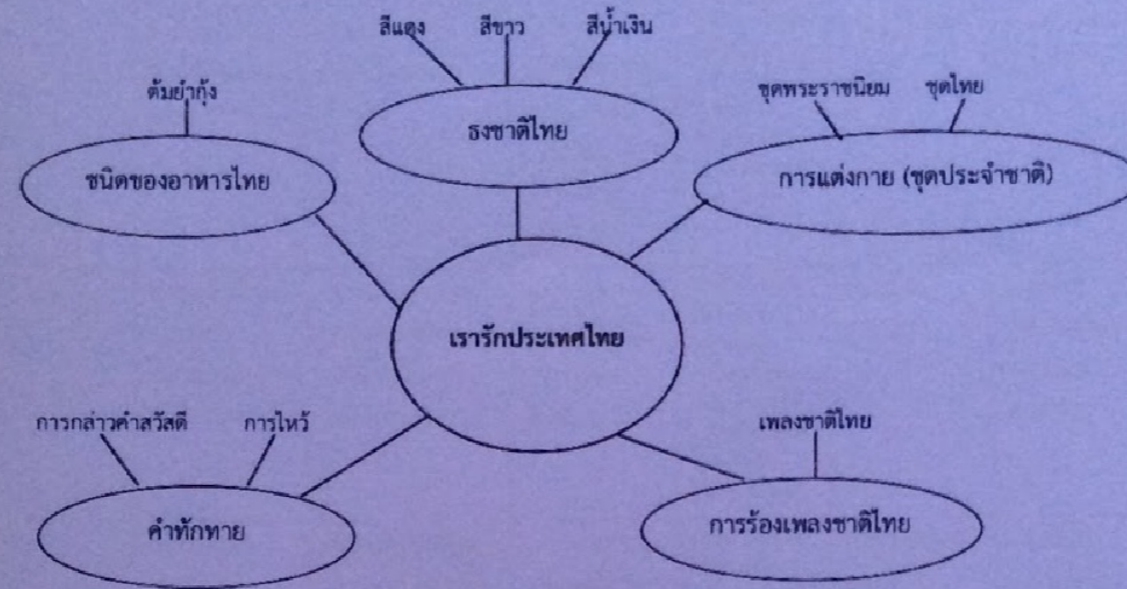 สีแดง สีขาว สีน้ำเงิน
ต้มยำกุ้ง
ชุดพระราชนิยม ชุดไทย
ธงชาติไทย
ชนิดของอาหารไทย
การแต่งกาย (ชุดประจำชาติ)
เรารักประเทศไทย
การกล่าวคำสวัสดี การไหว้
เพลงชาติไทย
คำทักทาย
การร้องเพลงชาติไทย